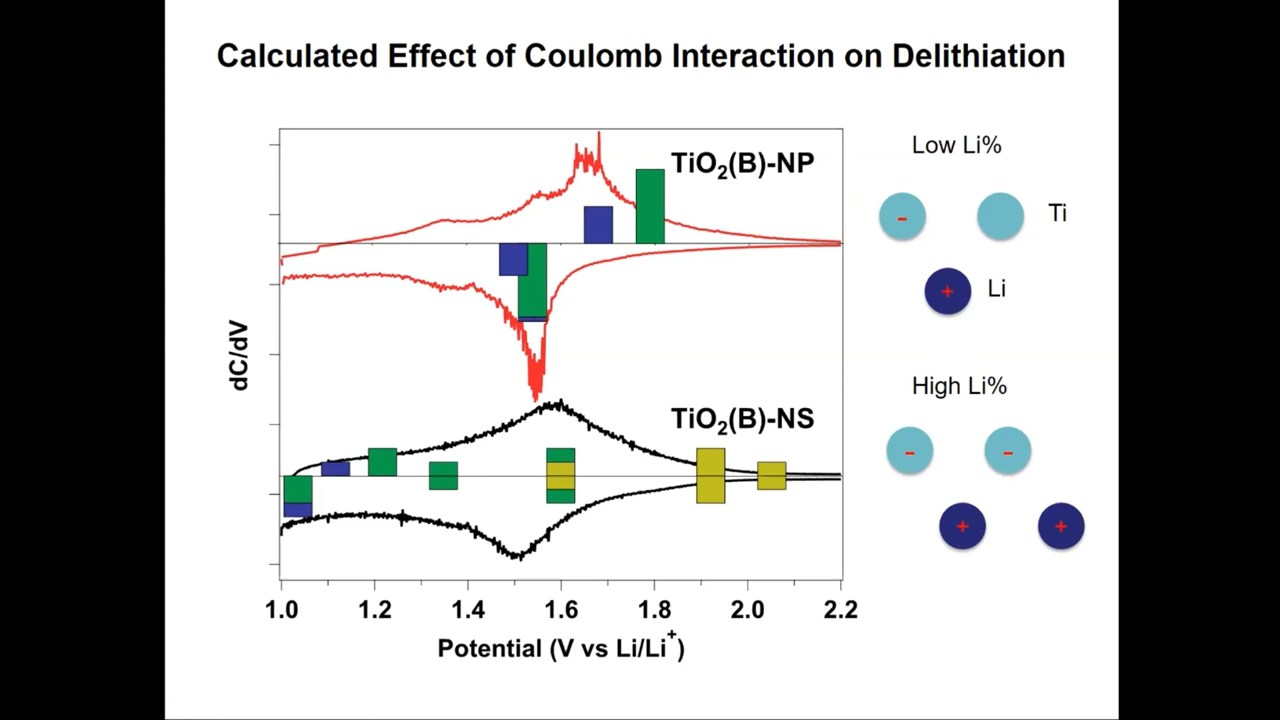 Calculated Effect of Coulomb Interaction on Delithiation
TiO₂(B)-NP
Low Li%
-
Ti
+
Li
dC/dV
High Li%
TiO₂(B)-NS
- -
+ +
1.0 1.2 1.4 1.6 1.8 2.0 2.2
Potential (V vs Li/Li⁺)